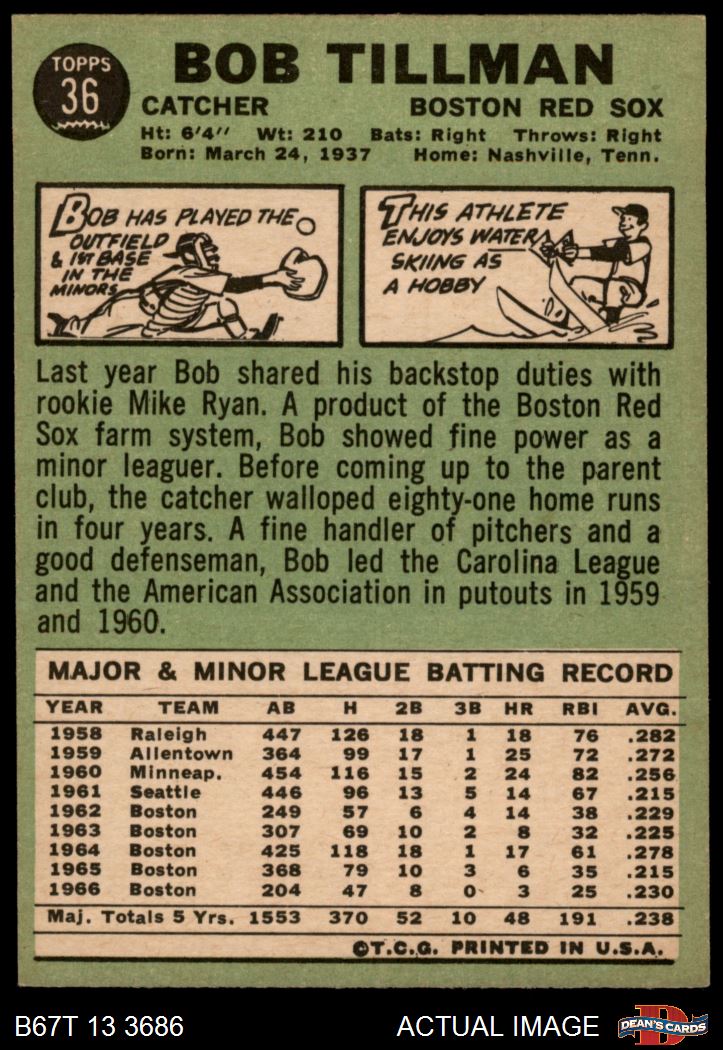 TOPPS
36
BOB TILLMAN
CATCHER BOSTON RED SOX
Ht: 6'4" Wt: 210 Bats: Right Throws: Right
Born: March 24, 1937 Home: Nashville, Tenn.
BOB HAS PLAYED THE
OUTFIELD
& 1ST BASE
IN THE
MINORS
THIS ATHLETE
ENJOYS WATER
SKIING AS
A HOBBY
Last year Bob shared his backstop duties with
rookie Mike Ryan. A product of the Boston Red
Sox farm system, Bob showed fine power as a
minor leaguer. Before coming up to the parent
club, the catcher walloped eighty-one home runs
in four years. A fine handler of pitchers and a
good defenseman, Bob led the Carolina League
and the American Association in putouts in 1959
and 1960.
MAJOR & MINOR LEAGUE BATTING RECORD
YEAR TEAM AB H 2B 3B HR RBI AVG.
1958 Raleigh 447 126 18 1 18 76 .282
1959 Allentown 364 99 17 1 25 72 .272
1960 Minneap. 454 116 15 2 24 82 .256
1961 Seattle 446 96 13 5 14 67 .215
1962 Boston 249 57 6 4 14 38 .229
1963 Boston 307 69 10 2 8 32 .225
1964 Boston 425 118 18 1 17 61 .278
1965 Boston 368 79 10 3 6 35 .215
1966 Boston 204 47 8 0 3 25 .230
Maj. Totals 5 Yrs. 1553 370 52 10 48 191 .238
©T.C.G. PRINTED IN U.S.A.
B67T 13 3686 ACTUAL IMAGE
D
DEAN'S CARDS